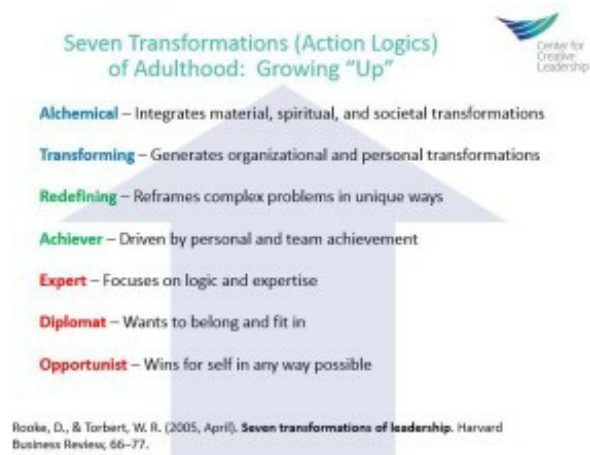 Seven Transformations (Action Logics)
of Adulthood: Growing "Up"
Center for
Creative
Leadership
Alchemical – Integrates material, spiritual, and societal transformations
Transforming – Generates organizational and personal transformations
Redefining – Reframes complex problems in unique ways
Achiever – Driven by personal and team achievement
Expert – Focuses on logic and expertise
Diplomat – Wants to belong and fit in
Opportunist – Wins for self in any way possible
Rooke, D., & Torbert, W. R. (2005, April). Seven transformations of leadership. Harvard
Business Review, 66–77.